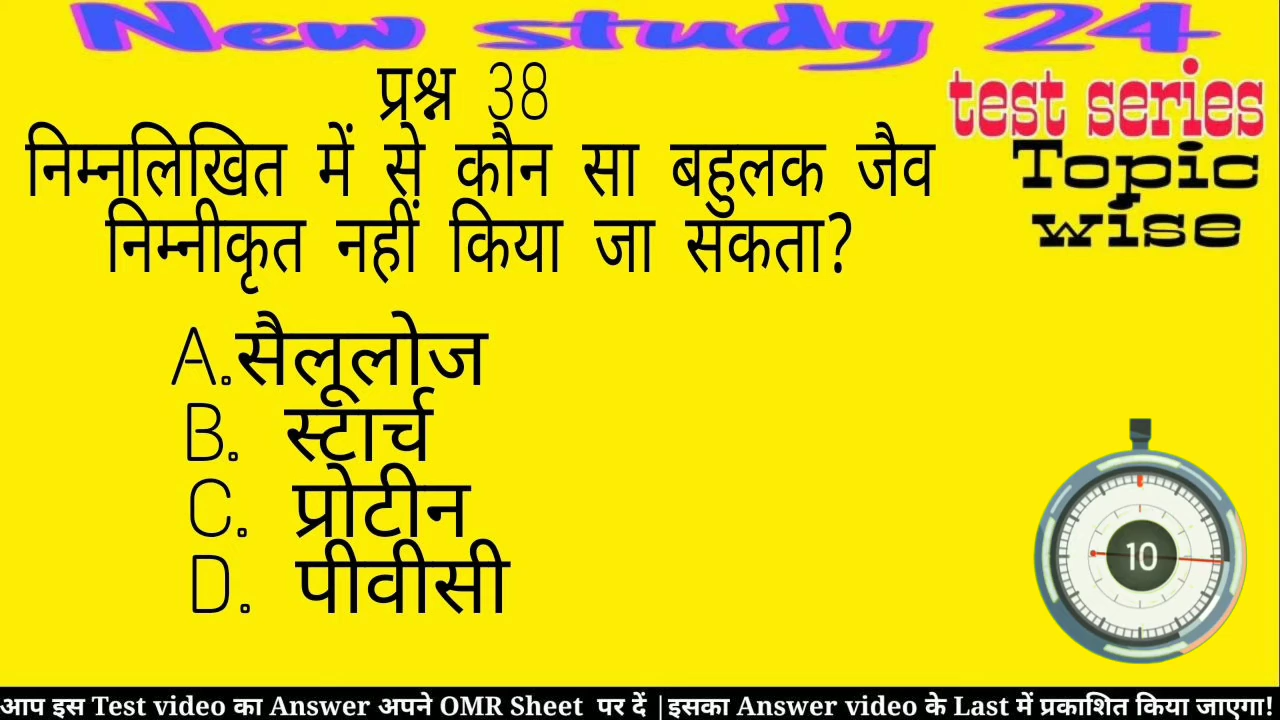 New study 24
test series
Topic
wise
प्रश्न 38
निम्नलिखित में से कौन सा बहुलक जैव
निम्नीकृत नहीं किया जा सकता?
A.सैलूलोज
B. स्टार्च
C. प्रोटीन
D. पीवीसी
10
आप इस Test video का Answer अपने OMR Sheet पर दें |इसका Answer video के Last में प्रकाशित किया जाएगा!